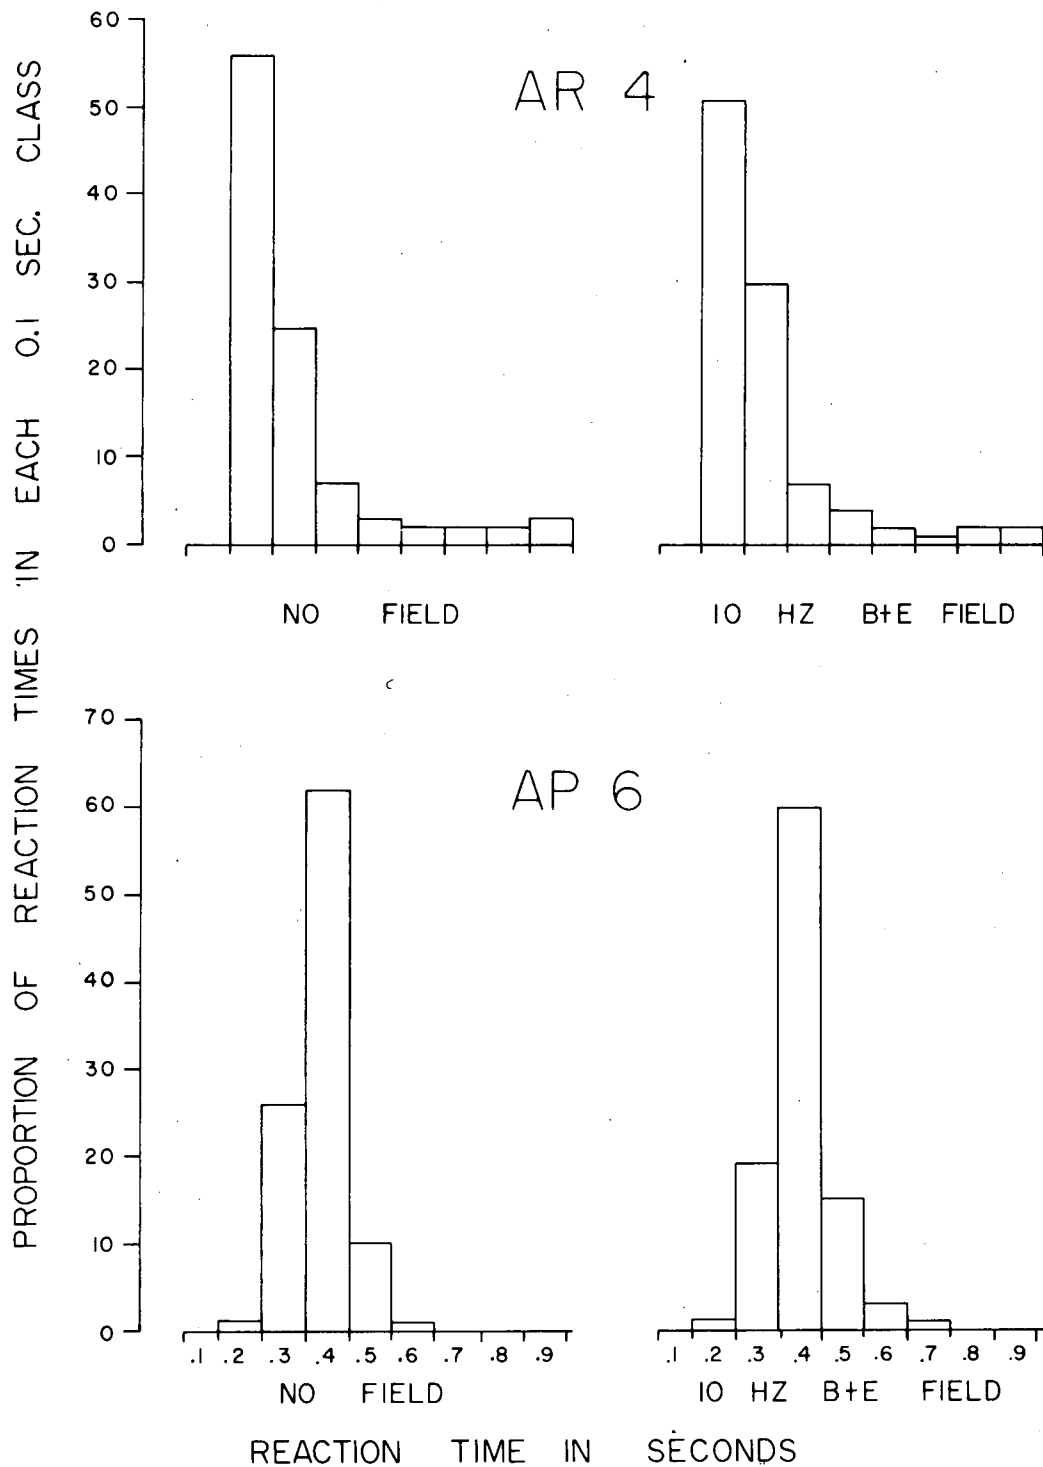 PROPORTION OF REACTION TIMES IN EACH 0.1 SEC. CLASS
60
50
40
30
20
10
0
AR 4
NO FIELD
10 HZ B+E FIELD
70
60
50
40
30
20
10
0
AP 6
.1 .2 .3 .4 .5 .6 .7 .8 .9
.1 .2 .3 .4 .5 .6 .7 .8 .9
NO FIELD
10 HZ B+E FIELD
REACTION TIME IN SECONDS